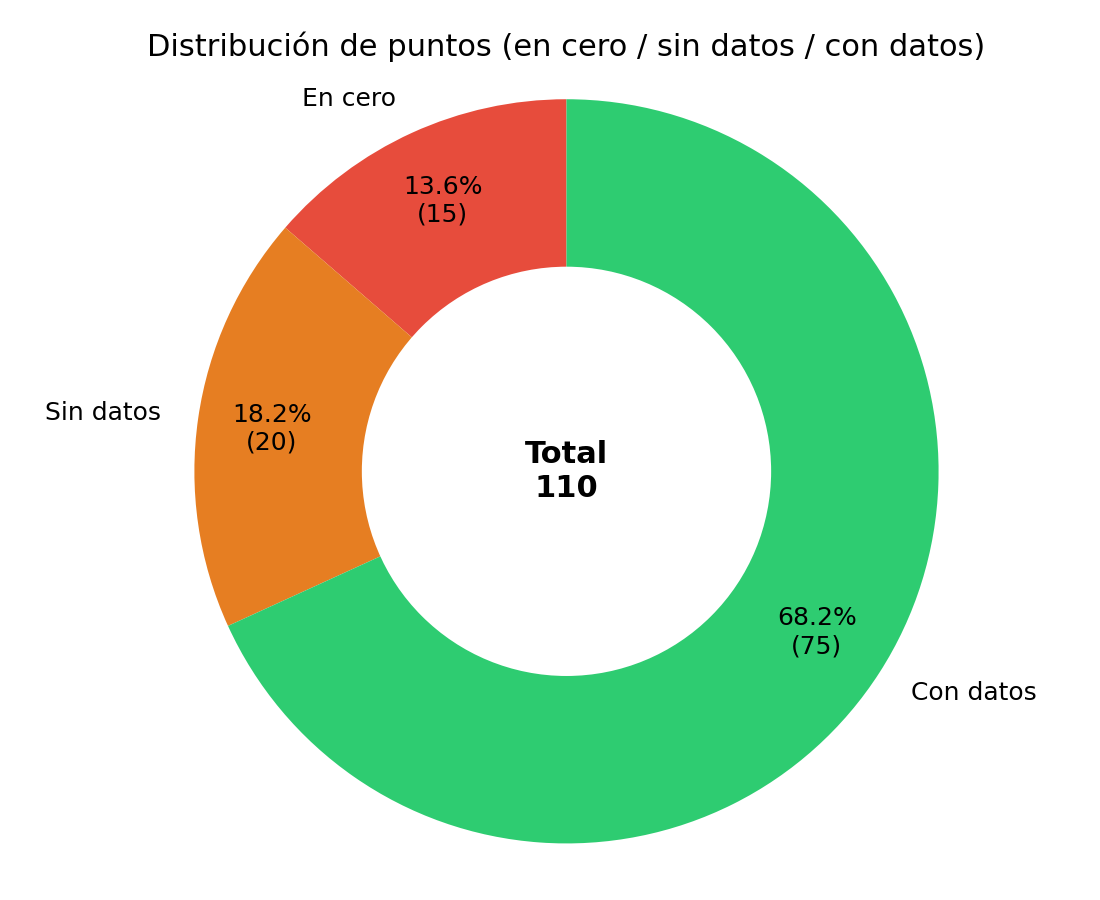 Distribución de puntos (en cero / sin datos / con datos)
En cero
13.6%
(15)
Sin datos
18.2%
(20)
Total
110
68.2%
(75)
Con datos